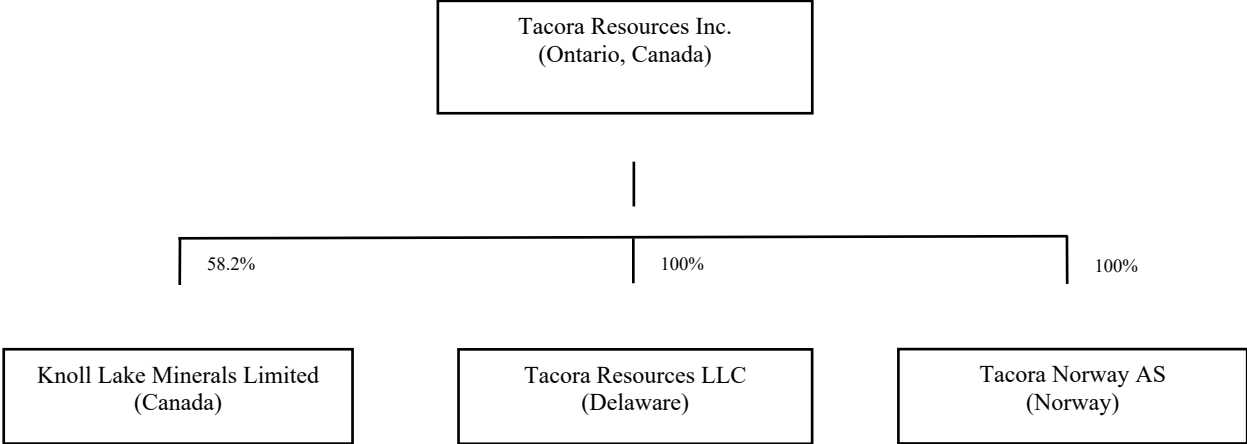 Tacora Resources Inc.
(Ontario, Canada)
58.2%
100%
100%
Knoll Lake Minerals Limited
(Canada)
Tacora Resources LLC
(Delaware)
Tacora Norway AS
(Norway)